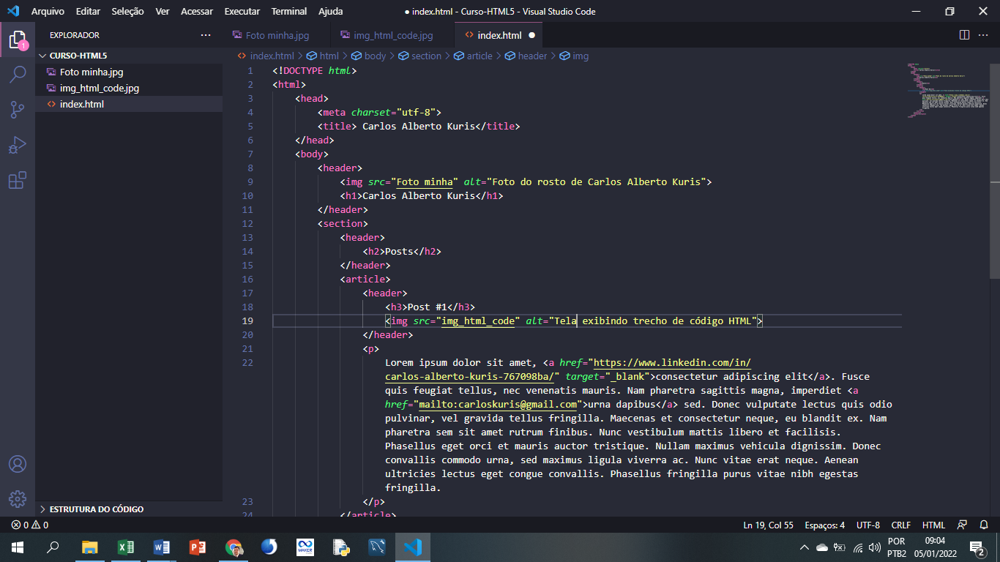 Arquivo Editar Seleção Ver Acessar Executar Terminal Ajuda ● index.html - Curso-HTML5 - Visual Studio Code
EXPLORADOR ···
Foto minha.jpg img_html_code.jpg <> index.html ●
1
CURSO-HTML5
Foto minha.jpg
img_html_code.jpg
<> index.html
<> index.html > html > body > section > article > header > img
1 <!DOCTYPE html>
2 <html>
3 <head>
4 <meta charset="utf-8">
5 <title> Carlos Alberto Kuris</title>
6 </head>
7 <body>
8 <header>
9 <img src="Foto minha" alt="Foto do rosto de Carlos Alberto Kuris">
10 <h1>Carlos Alberto Kuris</h1>
11 </header>
12 <section>
13 <header>
14 <h2>Posts</h2>
15 </header>
16 <article>
17 <header>
18 <h3>Post #1</h3>
19 <img src="img_html_code" alt="Tela exibindo trecho de código HTML">
20 </header>
21 <p>
22 Lorem ipsum dolor sit amet, <a href="https://www.linkedin.com/in/
carlos-alberto-kuris-767098ba/" target="_blank">consectetur adipiscing elit</a>. Fusce
quis feugiat tellus, nec venenatis mauris. Nam pharetra sagittis magna, imperdiet <a
href="mailto:carloskuris@gmail.com">urna dapibus</a> sed. Donec vulputate lectus quis odio
pulvinar, vel gravida tellus fringilla. Maecenas et consectetur neque, eu blandit ex. Nam
pharetra sem sit amet rutrum finibus. Nunc vestibulum mattis libero et facilisis.
Phasellus eget orci et mauris auctor tristique. Nullam maximus vehicula dignissim. Donec
convallis commodo urna, sed maximus ligula viverra ac. Nunc vitae erat neque. Aenean
ultricies lectus eget congue convallis. Phasellus fringilla purus vitae nibh egestas
fringilla.
23 </p>
24 </article>
ESTRUTURA DO CÓDIGO
0 0 Ln 19, Col 55 Espaços: 4 UTF-8 CRLF HTML
POR 09:04
PTB2 05/01/2022 2
MAKER